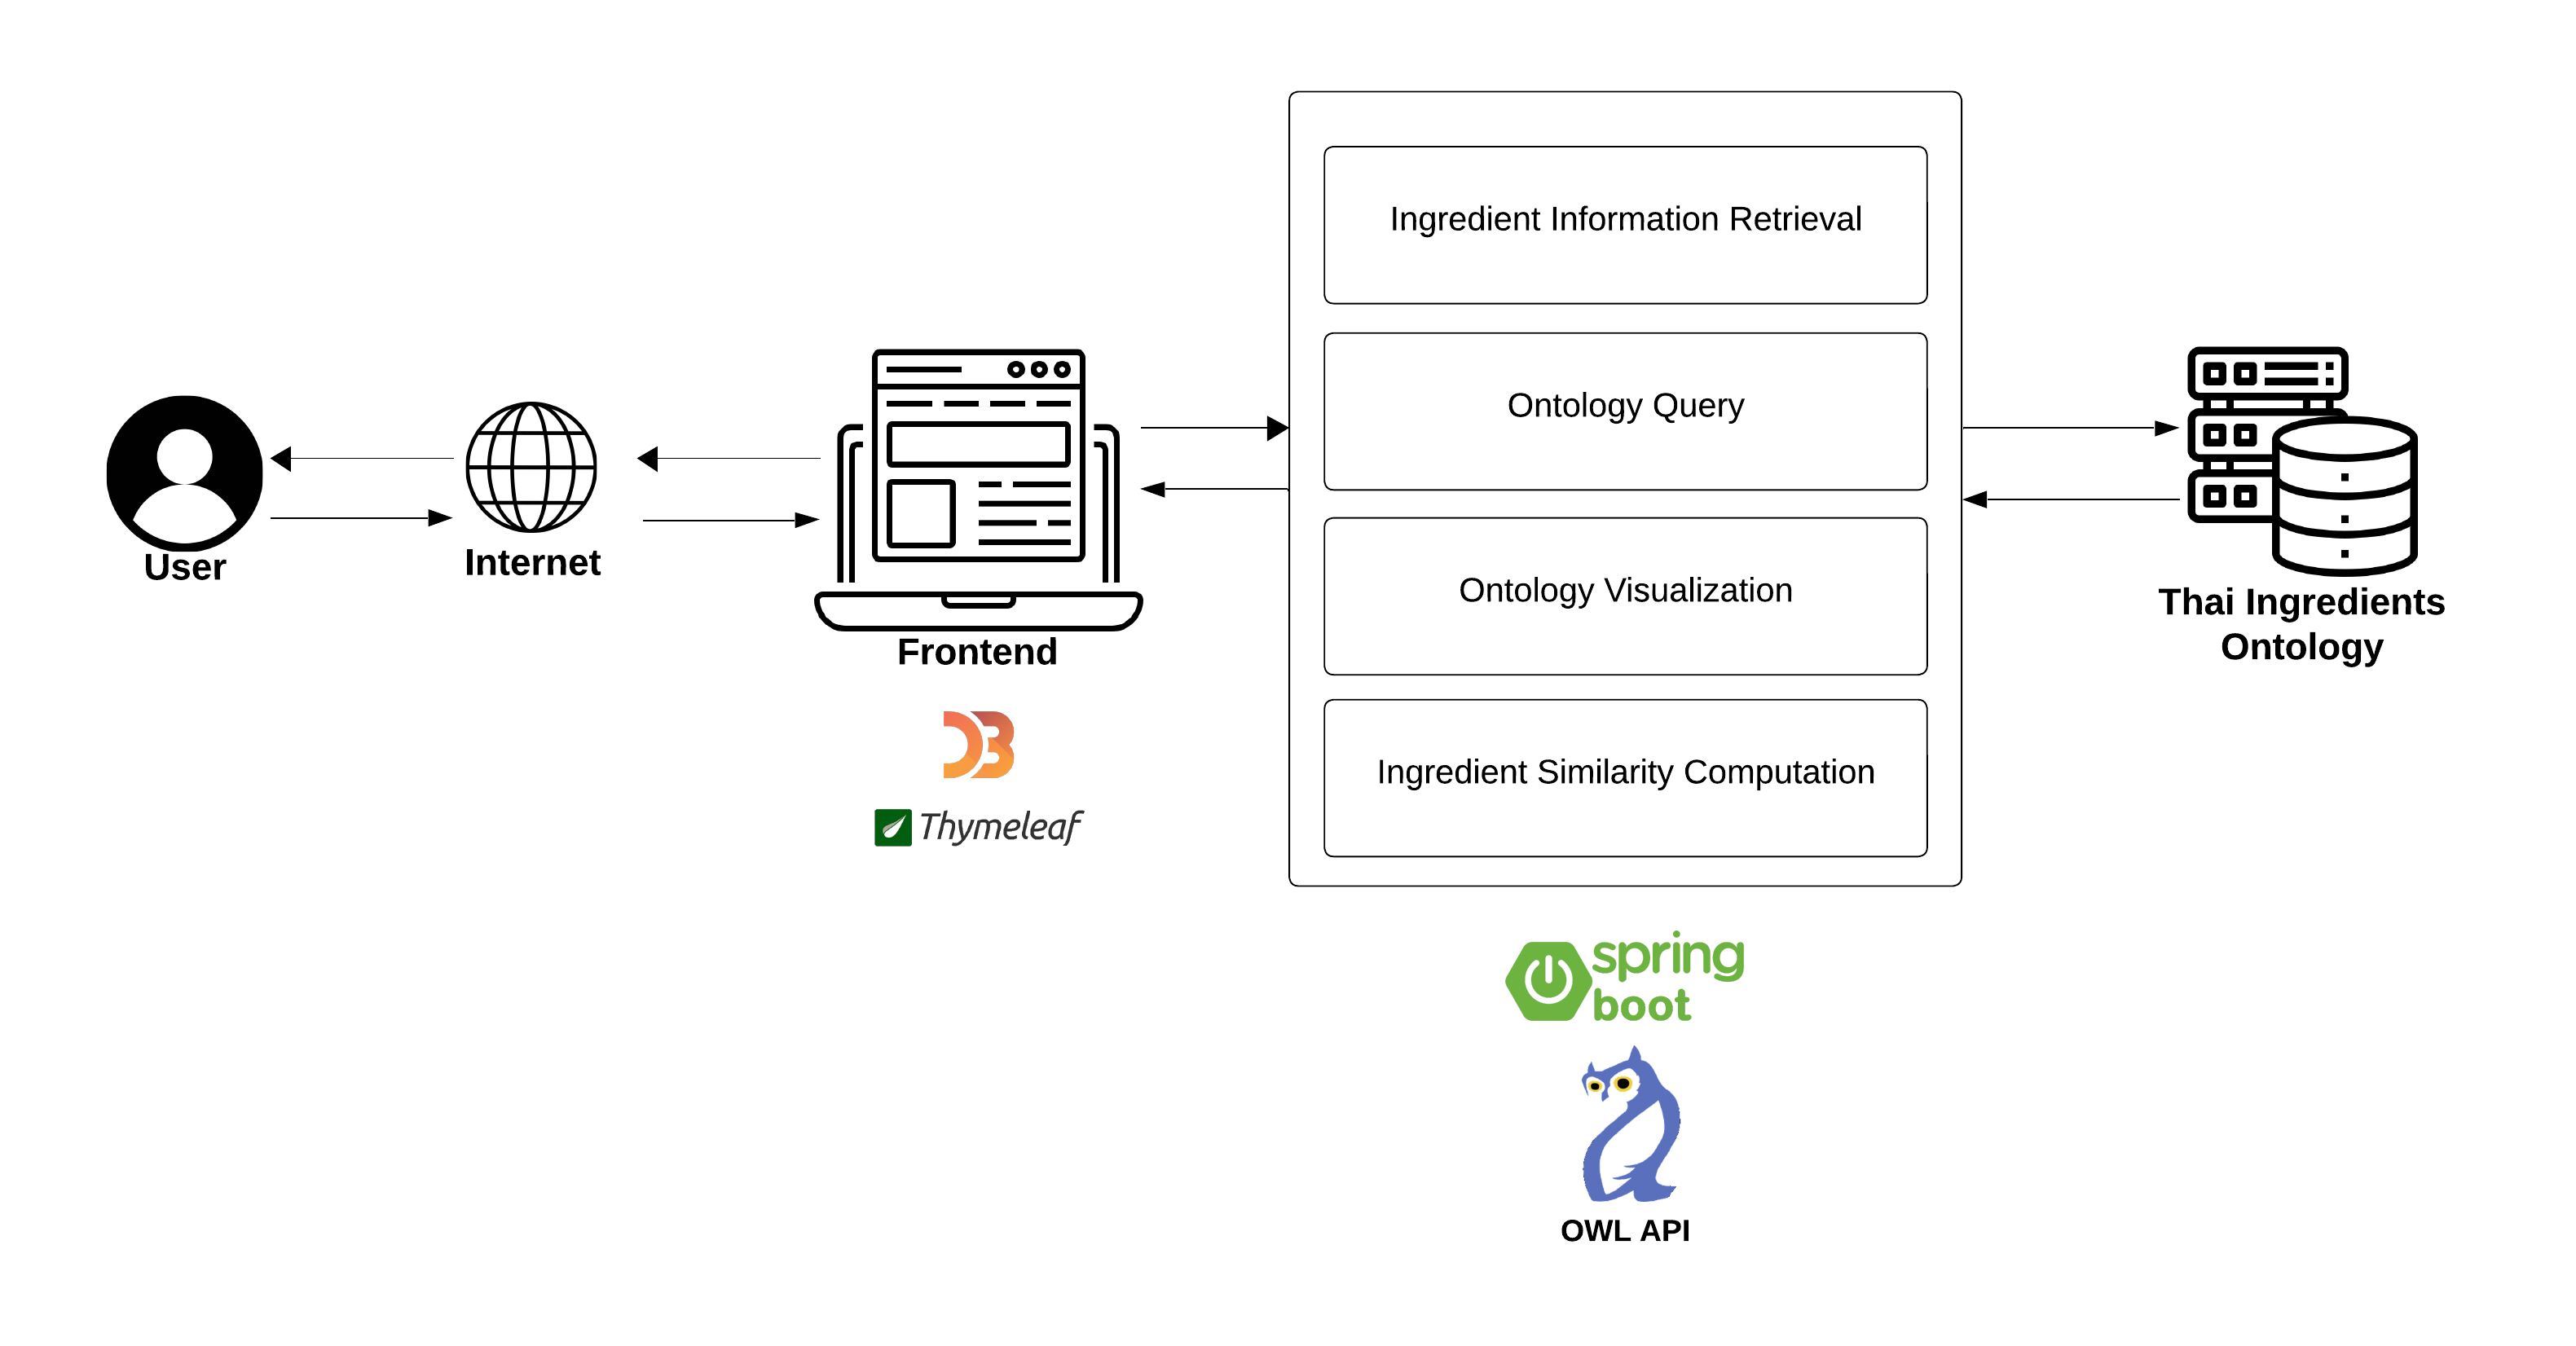 User
Internet
Frontend
D3
Thymeleaf
Ingredient Information Retrieval
Ontology Query
Ontology Visualization
Ingredient Similarity Computation
spring
boot
OWL API
Thai Ingredients
Ontology